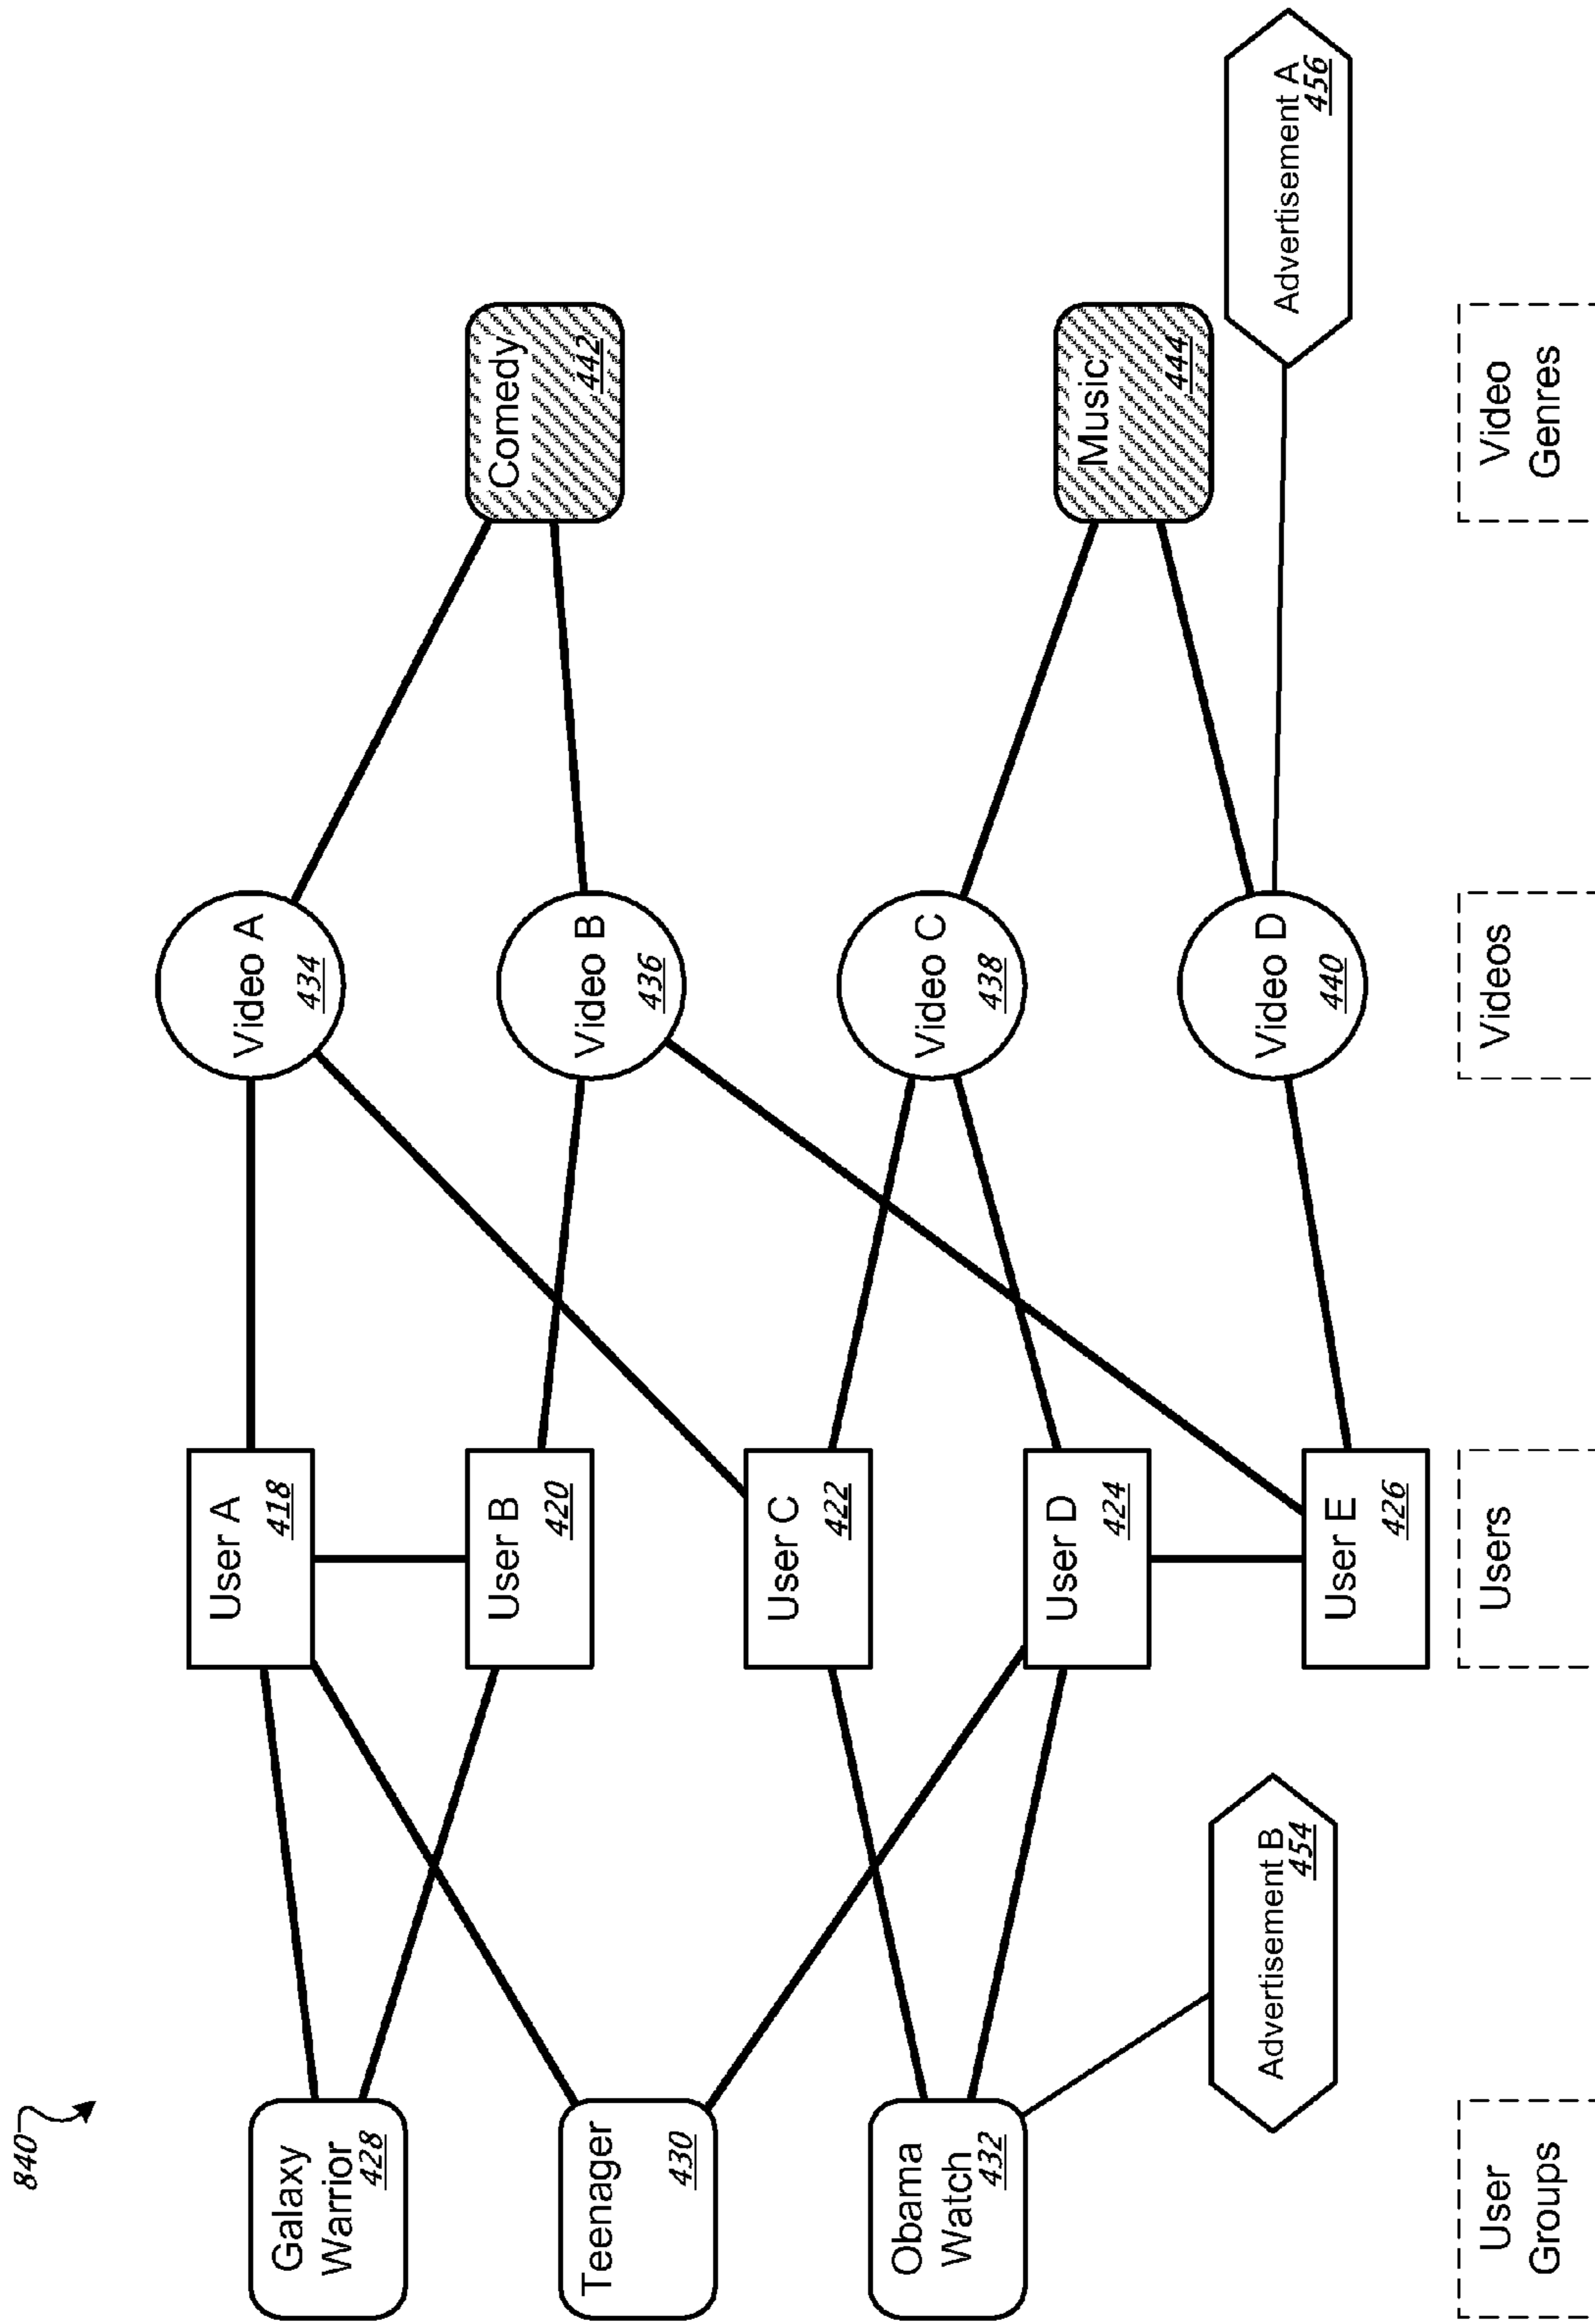 840
Galaxy
Warrior
428
Teenager
430
Obama
Watch
432
Advertisement B
454
User A
418
User B
420
User C
422
User D
424
User E
426
Video A
434
Video B
436
Video C
438
Video D
440
Comedy
442
Music
444
Advertisement A
456
User
Groups
Users
Videos
Video
Genres